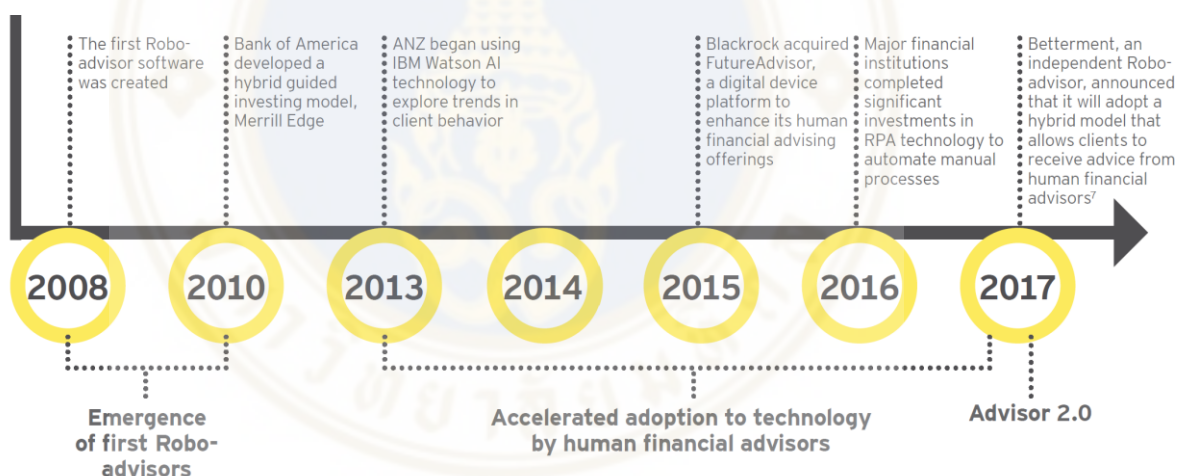 The first Robo-
advisor software
was created
Bank of America
developed a
hybrid guided
investing model,
Merrill Edge
ANZ began using
IBM Watson AI
technology to
explore trends in
client behavior
Blackrock acquired
FutureAdvisor,
a digital device
platform to
enhance its human
financial advising
offerings
Major financial
institutions
completed
significant
investments in
RPA technology to
automate manual
processes
Betterment, an
independent Robo-
advisor, announced
that it will adopt a
hybrid model that
allows clients to
receive advice from
human financial
advisors⁷
2008
2010
2013
2014
2015
2016
2017
Emergence
of first Robo-
advisors
Accelerated adoption to technology
by human financial advisors
Advisor 2.0